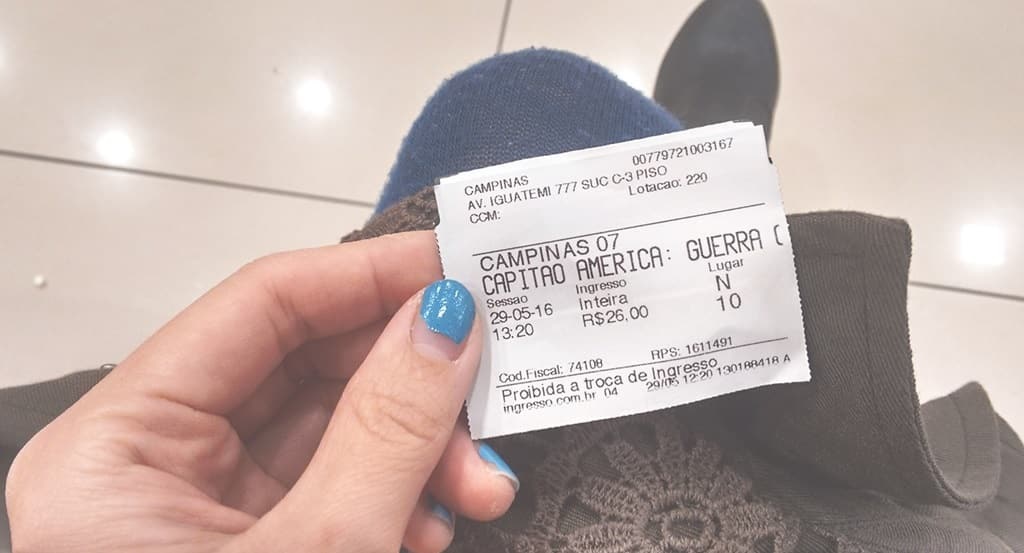 00779721003167
CAMPINAS
AV. IGUATEMI 777 SUC C-3 PISO
CCM: Lotacao: 220
CAMPINAS 07
CAPITAO AMERICA: GUERRA (
Sessao Ingresso Lugar
29-05-16 Inteira N
13:20 R$26,00 10
Cod.Fiscal: 74108 RPS: 1611491
Proibida a troca de Ingresso
ingresso.com.br 04 29/05 12:20 130188418 A